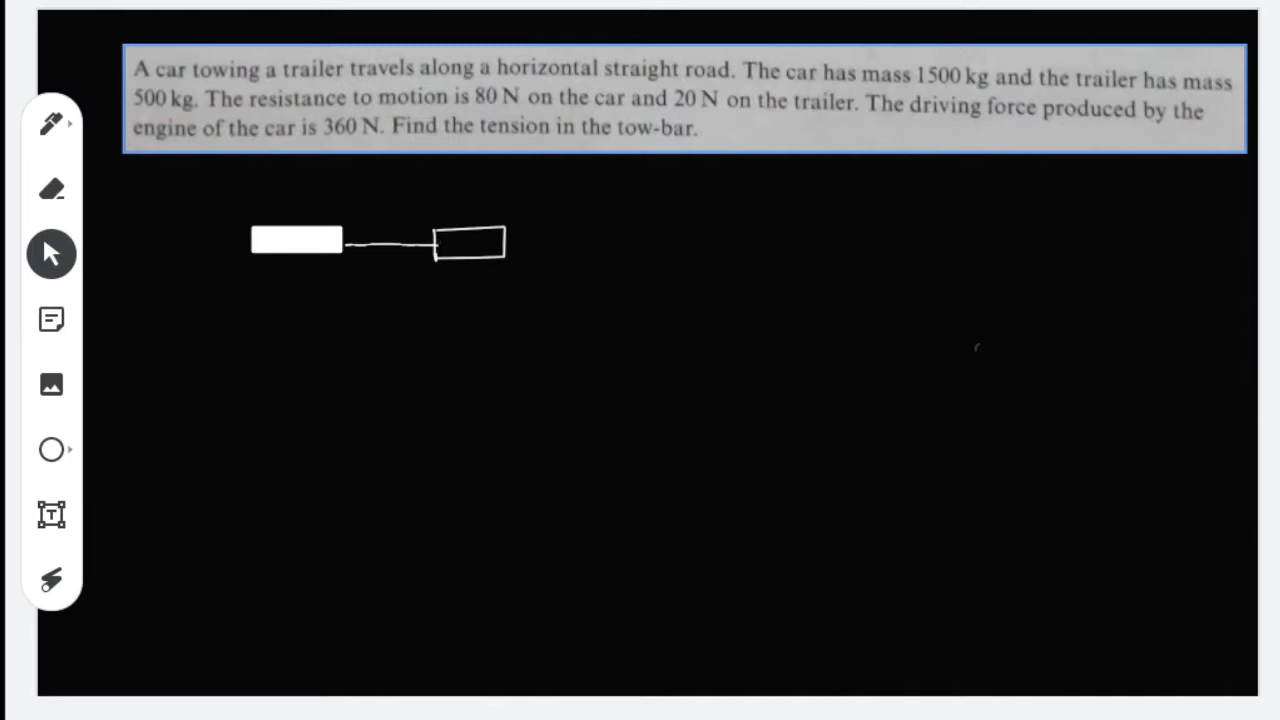 A car towing a trailer travels along a horizontal straight road. The car has mass 1500 kg and the trailer has mass
500 kg. The resistance to motion is 80 N on the car and 20 N on the trailer. The driving force produced by the
engine of the car is 360 N. Find the tension in the tow-bar.